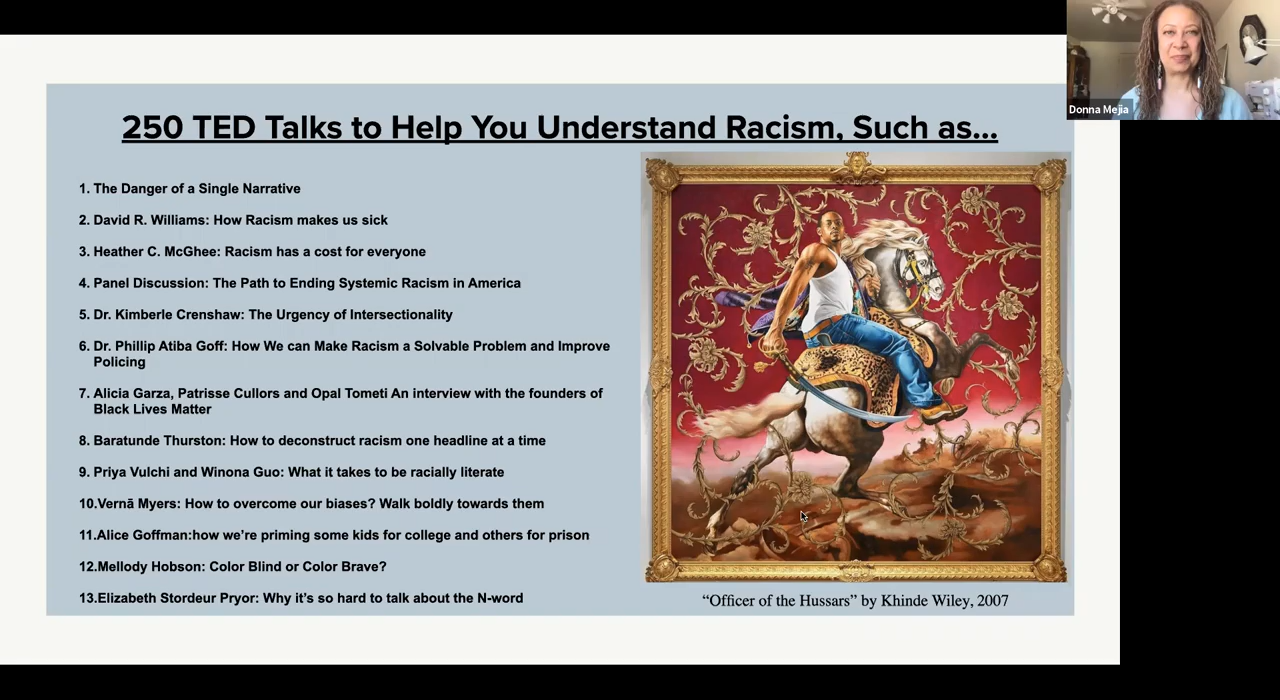 Donna Mejia
250 TED Talks to Help You Understand Racism, Such as...
1. The Danger of a Single Narrative
2. David R. Williams: How Racism makes us sick
3. Heather C. McGhee: Racism has a cost for everyone
4. Panel Discussion: The Path to Ending Systemic Racism in America
5. Dr. Kimberle Crenshaw: The Urgency of Intersectionality
6. Dr. Phillip Atiba Goff: How We can Make Racism a Solvable Problem and Improve
Policing
7. Alicia Garza, Patrisse Cullors and Opal Tometi An interview with the founders of
Black Lives Matter
8. Baratunde Thurston: How to deconstruct racism one headline at a time
9. Priya Vulchi and Winona Guo: What it takes to be racially literate
10.Vernā Myers: How to overcome our biases? Walk boldly towards them
11.Alice Goffman:how we’re priming some kids for college and others for prison
12.Mellody Hobson: Color Blind or Color Brave?
13.Elizabeth Stordeur Pryor: Why it’s so hard to talk about the N-word
“Officer of the Hussars” by Khinde Wiley, 2007